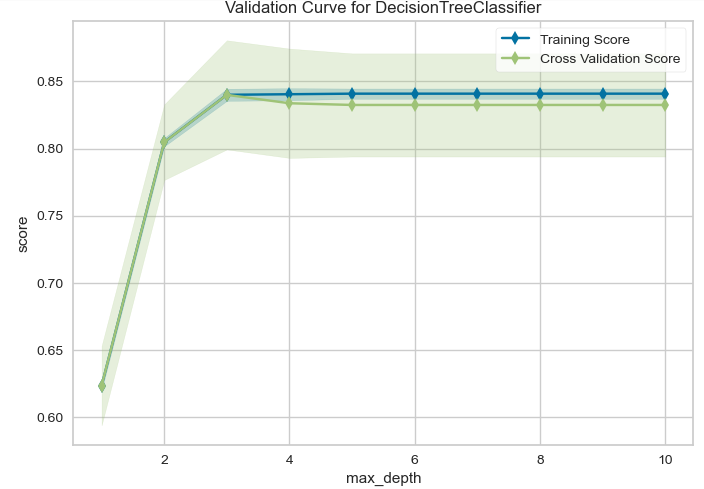 Validation Curve for DecisionTreeClassifier
Training Score
Cross Validation Score
0.85
0.80
0.75
0.70
0.65
0.60
score
2 4 6 8 10
max_depth